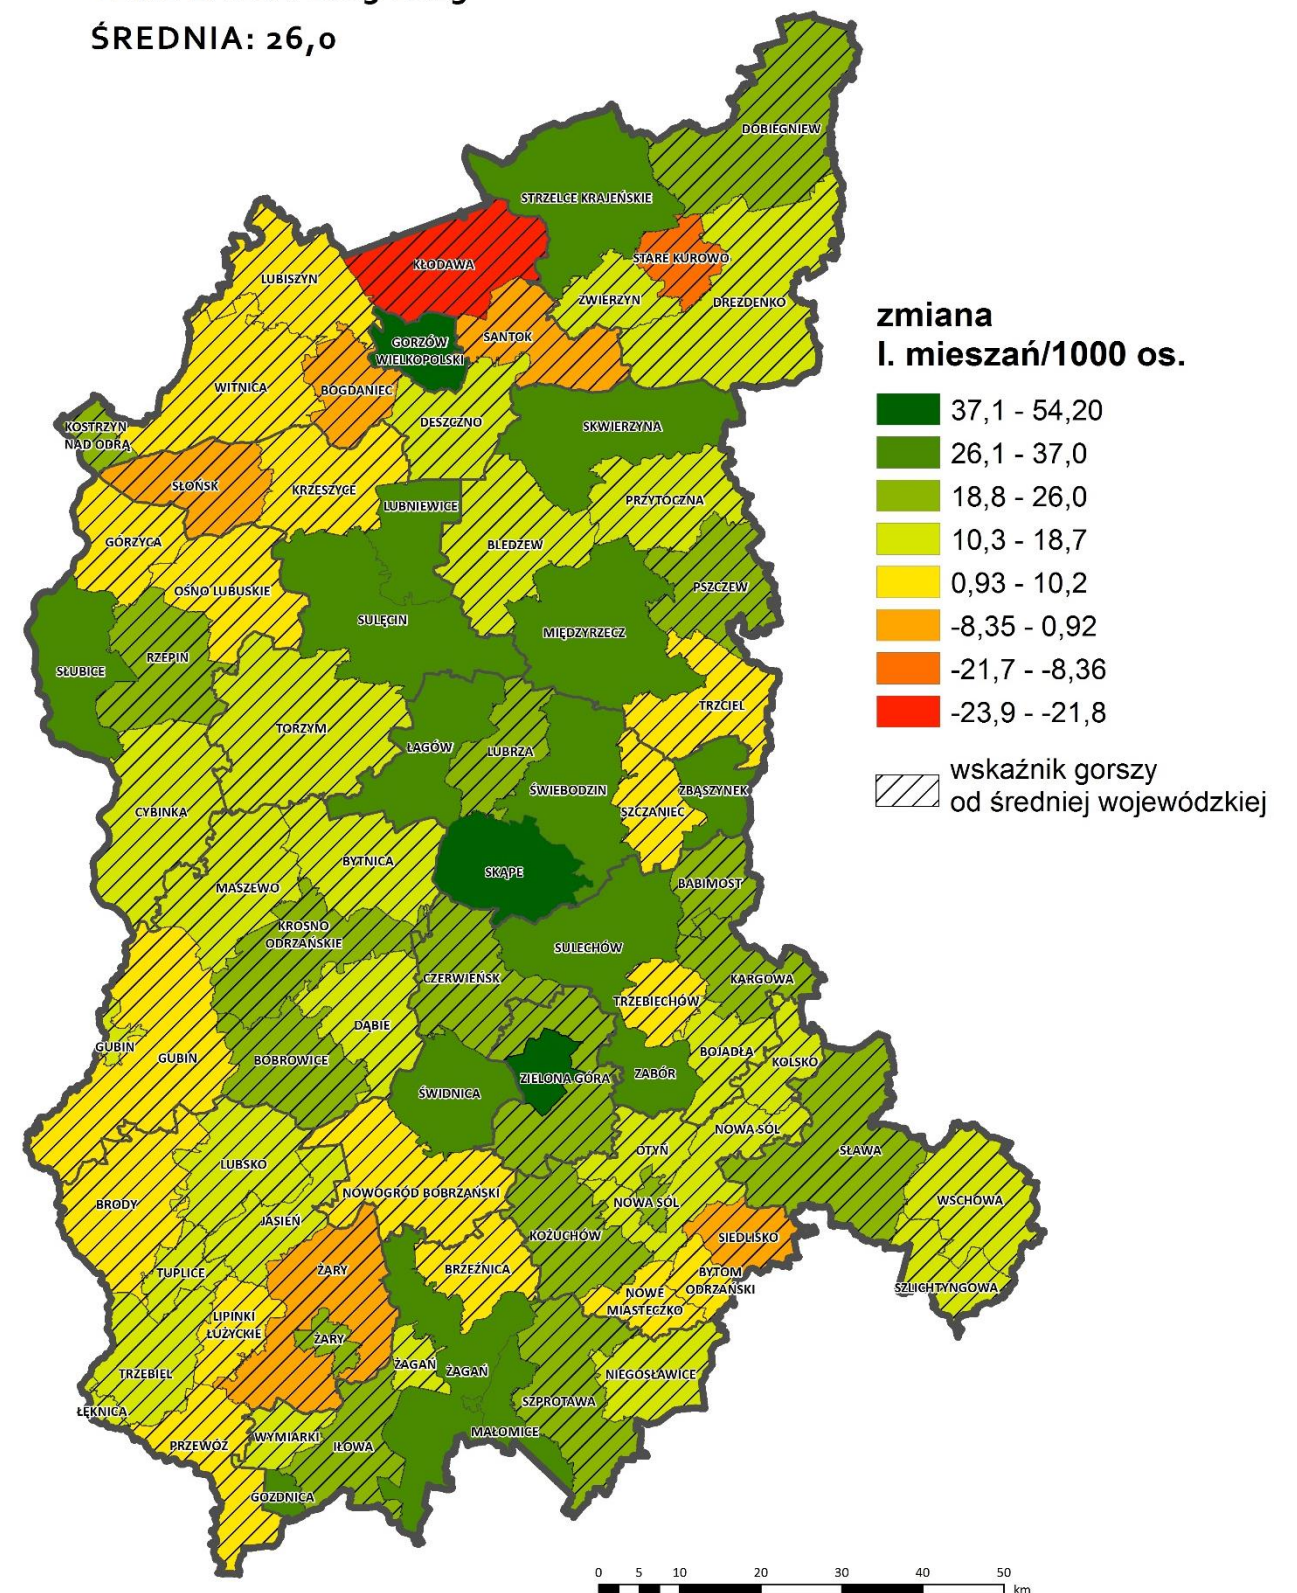 ŚREDNIA: 26,0
DOBIEGNIEW
STRZELCE KRAJEŃSKIE
STARE KUROWO
KŁODAWA
LUBISZYN
ZWIERZYN
DREZDENKO
SANTOK
GORZÓW
WIELKOPOLSKI
WITNICA
BOGDANIEC
DESZCZNO
KOSTRZYN
NAD ODRĄ
SKWIERZYNA
SŁOŃSK
KRZESZYCE
LUBNIEWICE
PRZYTOCZNA
GÓRZYCA
BLEDZEW
OŚNO LUBUSKIE
PSZCZEW
SULĘCIN
MIĘDZYRZECZ
RZEPIN
SŁUBICE
TRZCIEL
TORZYM
ŁAGÓW
LUBRZA
ŚWIEBODZIN
ZBĄSZYNEK
CYBINKA
SZCZANIEC
BYTNICA
SKĄPE
BABIMOST
MASZEWO
KROSNO
ODRZAŃSKIE
SULECHÓW
CZERWIEŃSK
KARGOWA
TRZEBIECHÓW
DĄBIE
GUBIN
GUBIN
BOBROWICE
BOJADŁA
KOLSKO
ZIELONA GÓRA
ZABÓR
ŚWIDNICA
NOWA SÓL
OTYŃ
SŁAWA
LUBSKO
BRODY
NOWOGRÓD BOBRZAŃSKI
NOWA SÓL
WSCHOWA
JASIEŃ
KOŻUCHÓW
SIEDLISKO
TUPLICE
ŻARY
BRZEŹNICA
BYTOM
ODRZAŃSKI
SZLICHTYNGOWA
NOWE
MIASTECZKO
LIPINKI
ŁUŻYCKIE
ŻARY
TRZEBIEL
ŻAGAŃ
ŻAGAŃ
NIEGOSŁAWICE
SZPROTAWA
ŁĘKNICA
MAŁOMICE
PRZEWÓZ
WYMIARKI
IŁOWA
GOZDNICA
zmiana
l. mieszań/1000 os.
37,1 - 54,20
26,1 - 37,0
18,8 - 26,0
10,3 - 18,7
0,93 - 10,2
-8,35 - 0,92
-21,7 - -8,36
-23,9 - -21,8
wskaźnik gorszy
od średniej wojewódzkiej
0 5 10 20 30 40 50
km